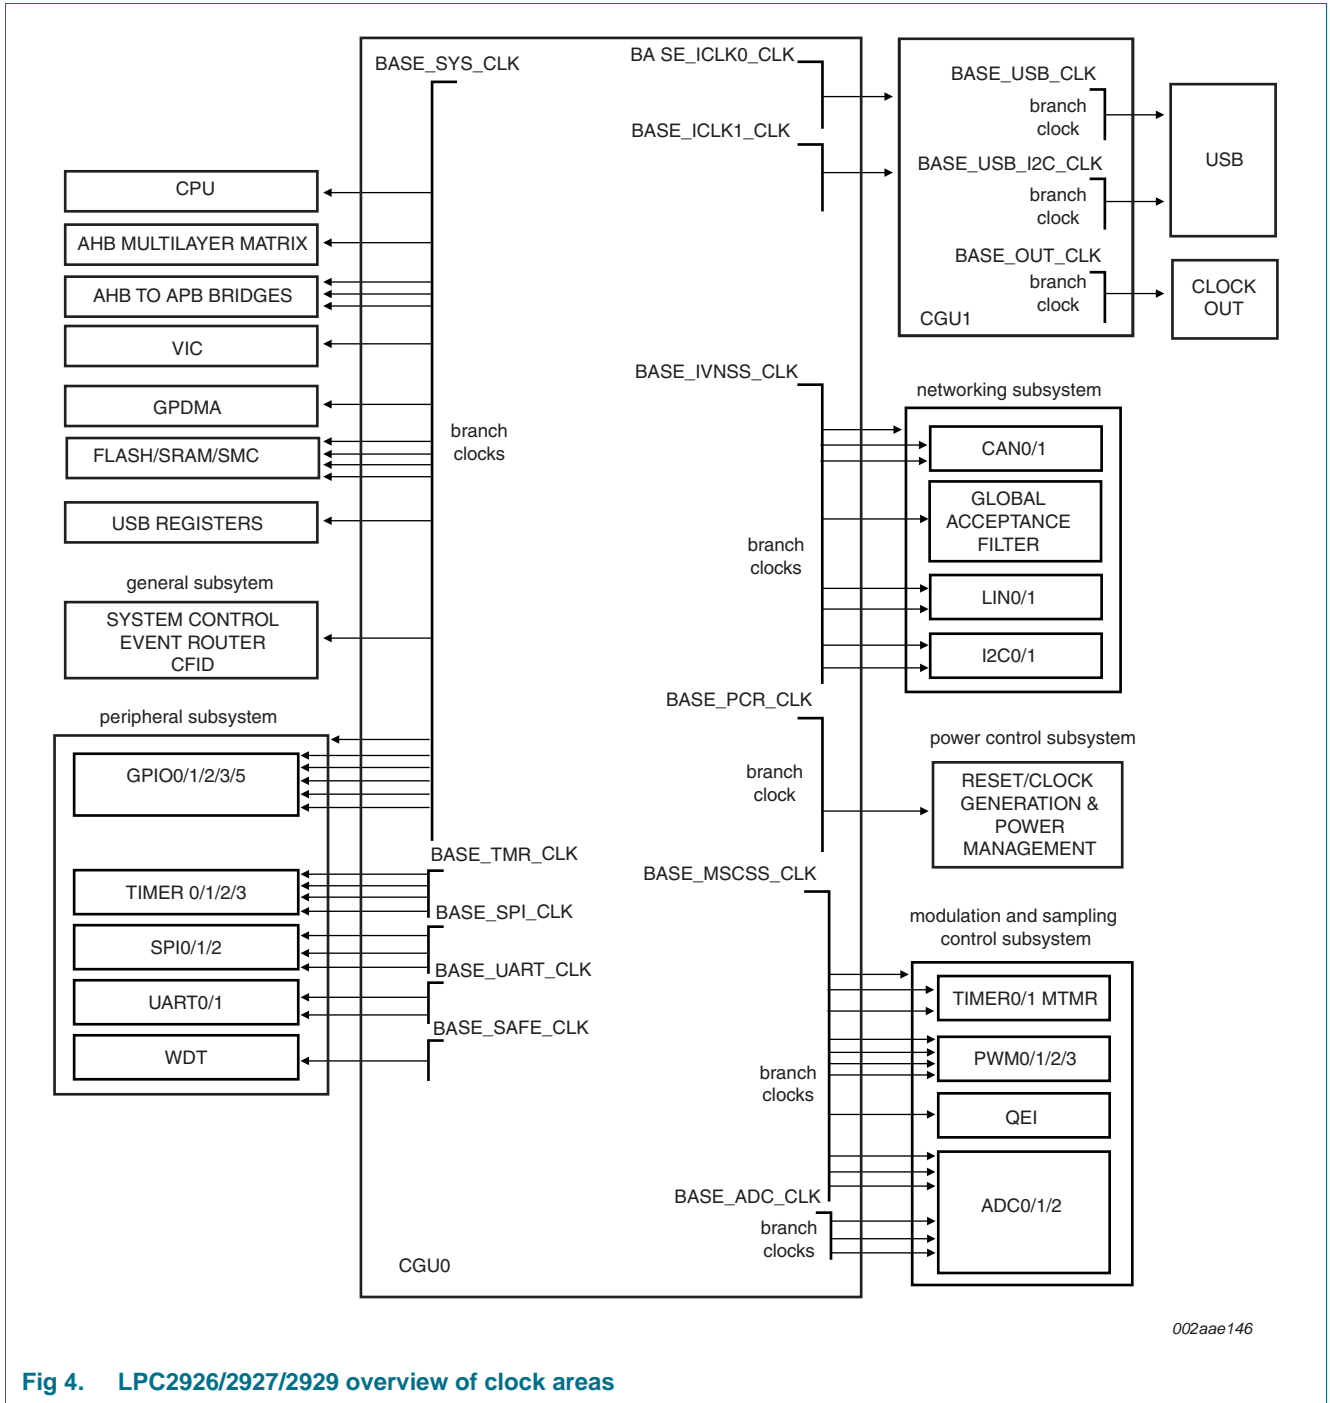 BASE_SYS_CLK
BA SE_ICLK0_CLK
BASE_ICLK1_CLK
BASE_USB_CLK
branch
clock
BASE_USB_I2C_CLK
branch
clock
BASE_OUT_CLK
branch
clock
CGU1
USB
CLOCK
OUT
CPU
AHB MULTILAYER MATRIX
AHB TO APB BRIDGES
VIC
GPDMA
FLASH/SRAM/SMC
USB REGISTERS
branch
clocks
general subsytem
SYSTEM CONTROL
EVENT ROUTER
CFID
peripheral subsystem
GPIO0/1/2/3/5
TIMER 0/1/2/3
SPI0/1/2
UART0/1
WDT
BASE_TMR_CLK
BASE_SPI_CLK
BASE_UART_CLK
BASE_SAFE_CLK
CGU0
BASE_IVNSS_CLK
branch
clocks
networking subsystem
CAN0/1
GLOBAL
ACCEPTANCE
FILTER
LIN0/1
I2C0/1
BASE_PCR_CLK
branch
clock
power control subsystem
RESET/CLOCK
GENERATION &
POWER
MANAGEMENT
BASE_MSCSS_CLK
branch
clocks
modulation and sampling
control subsystem
TIMER0/1 MTMR
PWM0/1/2/3
QEI
ADC0/1/2
BASE_ADC_CLK
branch
clocks
002aae146
Fig 4. LPC2926/2927/2929 overview of clock areas